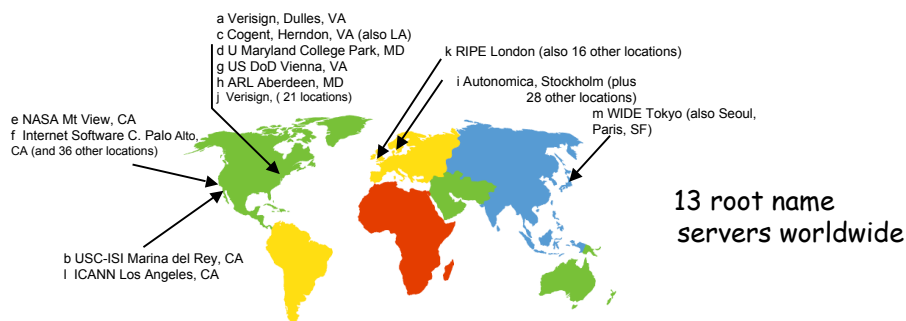 a Verisign, Dulles, VA
c Cogent, Herndon, VA (also LA)
d U Maryland College Park, MD
g US DoD Vienna, VA
h ARL Aberdeen, MD
j Verisign, ( 21 locations)
k RIPE London (also 16 other locations)
i Autonomica, Stockholm (plus
28 other locations)
m WIDE Tokyo (also Seoul,
Paris, SF)
e NASA Mt View, CA
f Internet Software C. Palo Alto,
CA (and 36 other locations)
13 root name
servers worldwide
b USC-ISI Marina del Rey, CA
l ICANN Los Angeles, CA